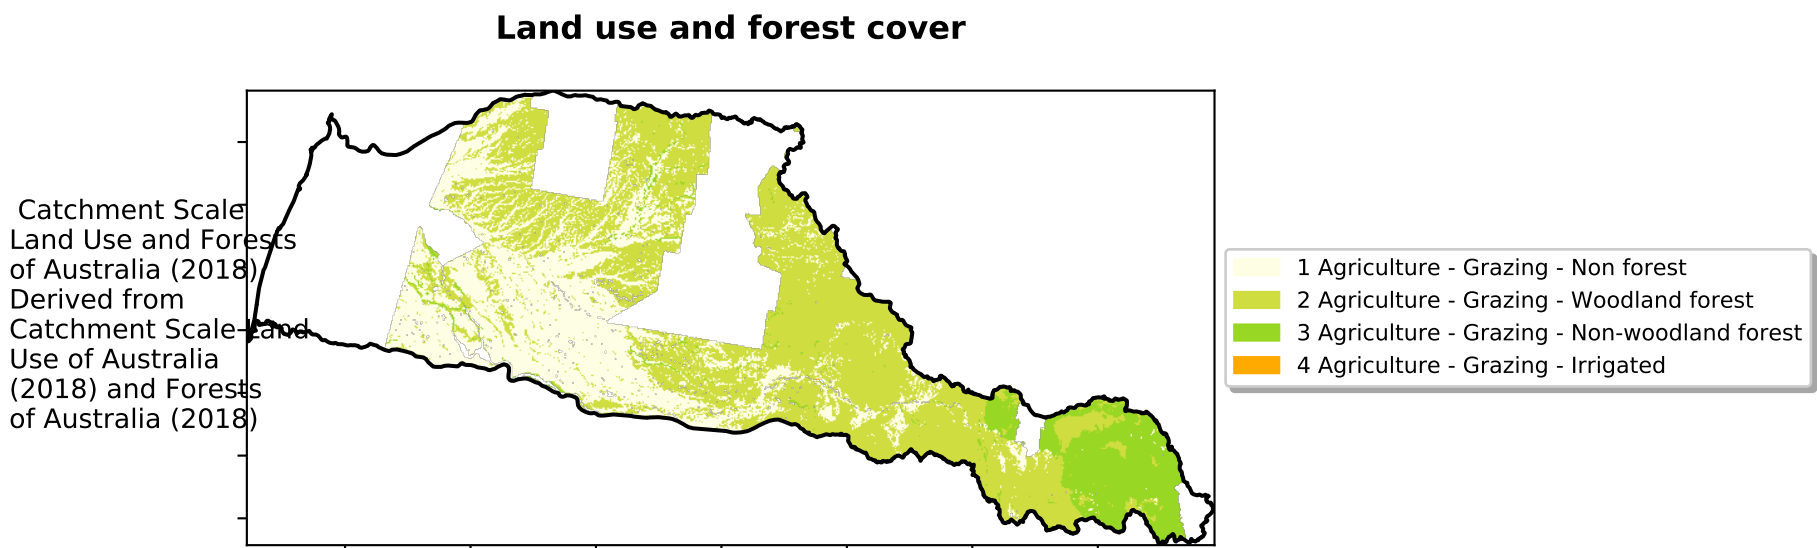 Land use and forest cover
Catchment Scale
Land Use and Forests
of Australia (2018)
Derived from
Catchment Scale Land
Use of Australia
(2018) and Forests
of Australia (2018)
1 Agriculture - Grazing - Non forest
2 Agriculture - Grazing - Woodland forest
3 Agriculture - Grazing - Non-woodland forest
4 Agriculture - Grazing - Irrigated